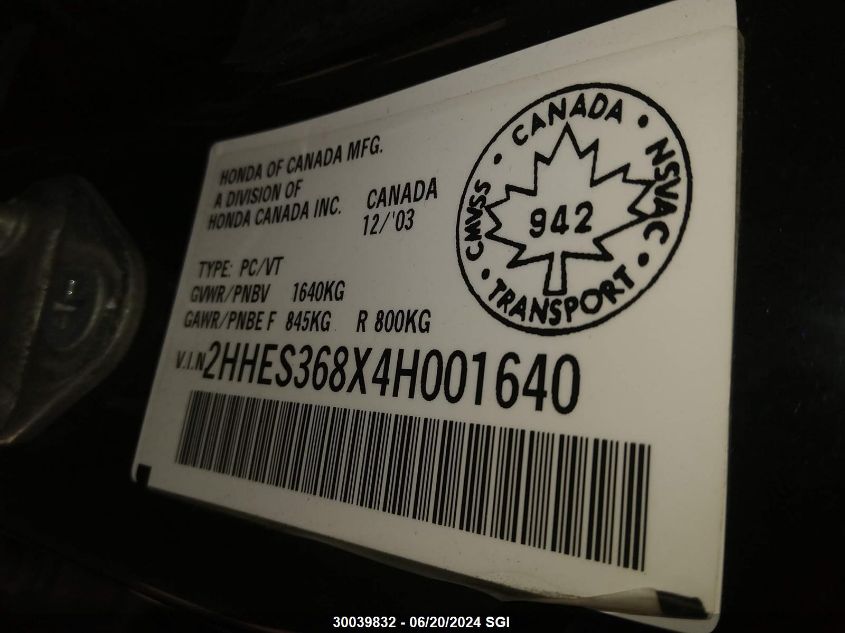 HONDA OF CANADA MFG.
A DIVISION OF
HONDA CANADA INC.
CANADA
12/'03
TYPE: PC/VT
GVWR/PNBV 1640KG
GAWR/PNBE F 845KG R 800KG
V.I.N 2HHES368X4H001640
• CANADA • NSVAC • TRANSPORT • CMVSS
942
30039832 - 06/20/2024 SGI